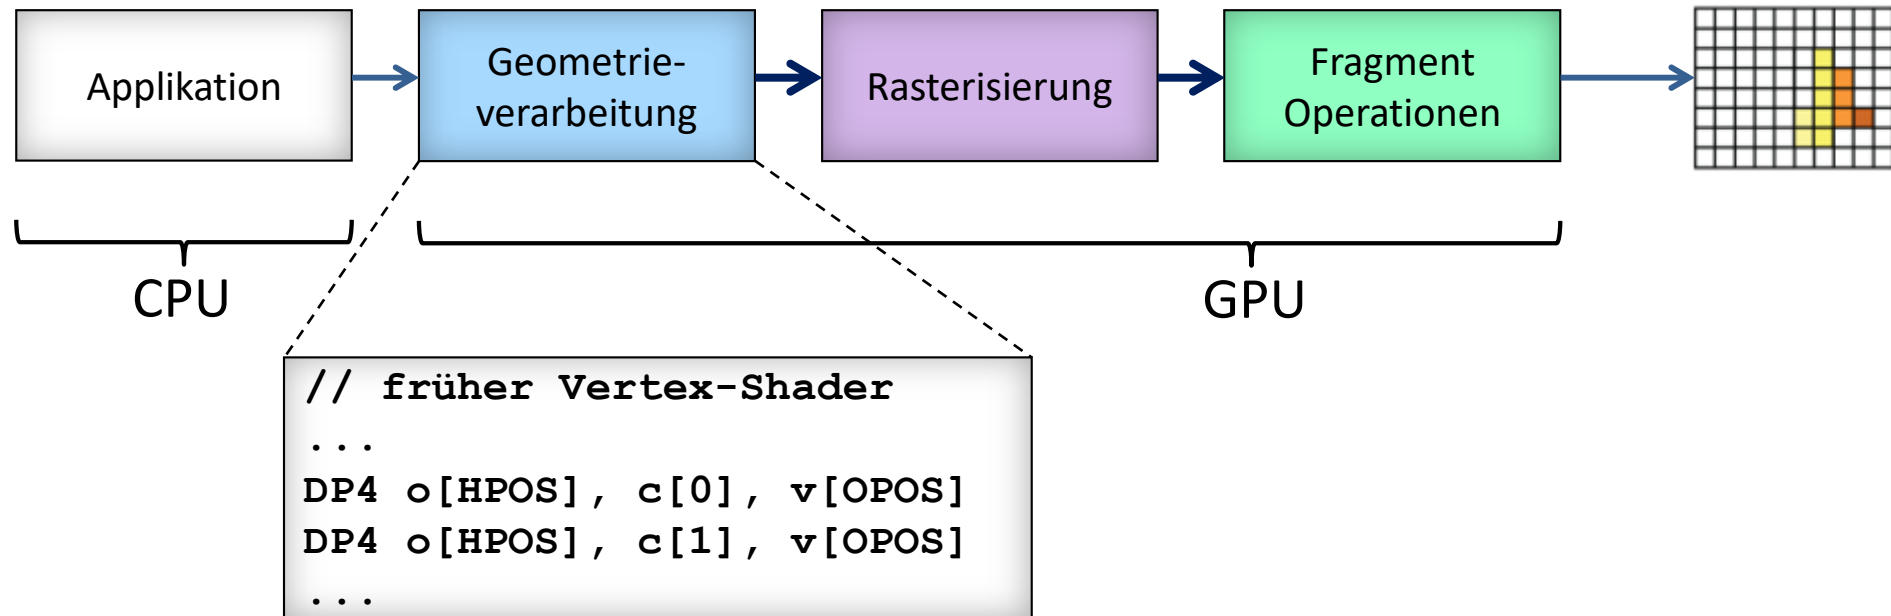 Applikation
Geometrie-
verarbeitung
Rasterisierung
Fragment
Operationen
CPU
GPU
// früher Vertex-Shader
...
DP4 o[HPOS], c[0], v[OPOS]
DP4 o[HPOS], c[1], v[OPOS]
...